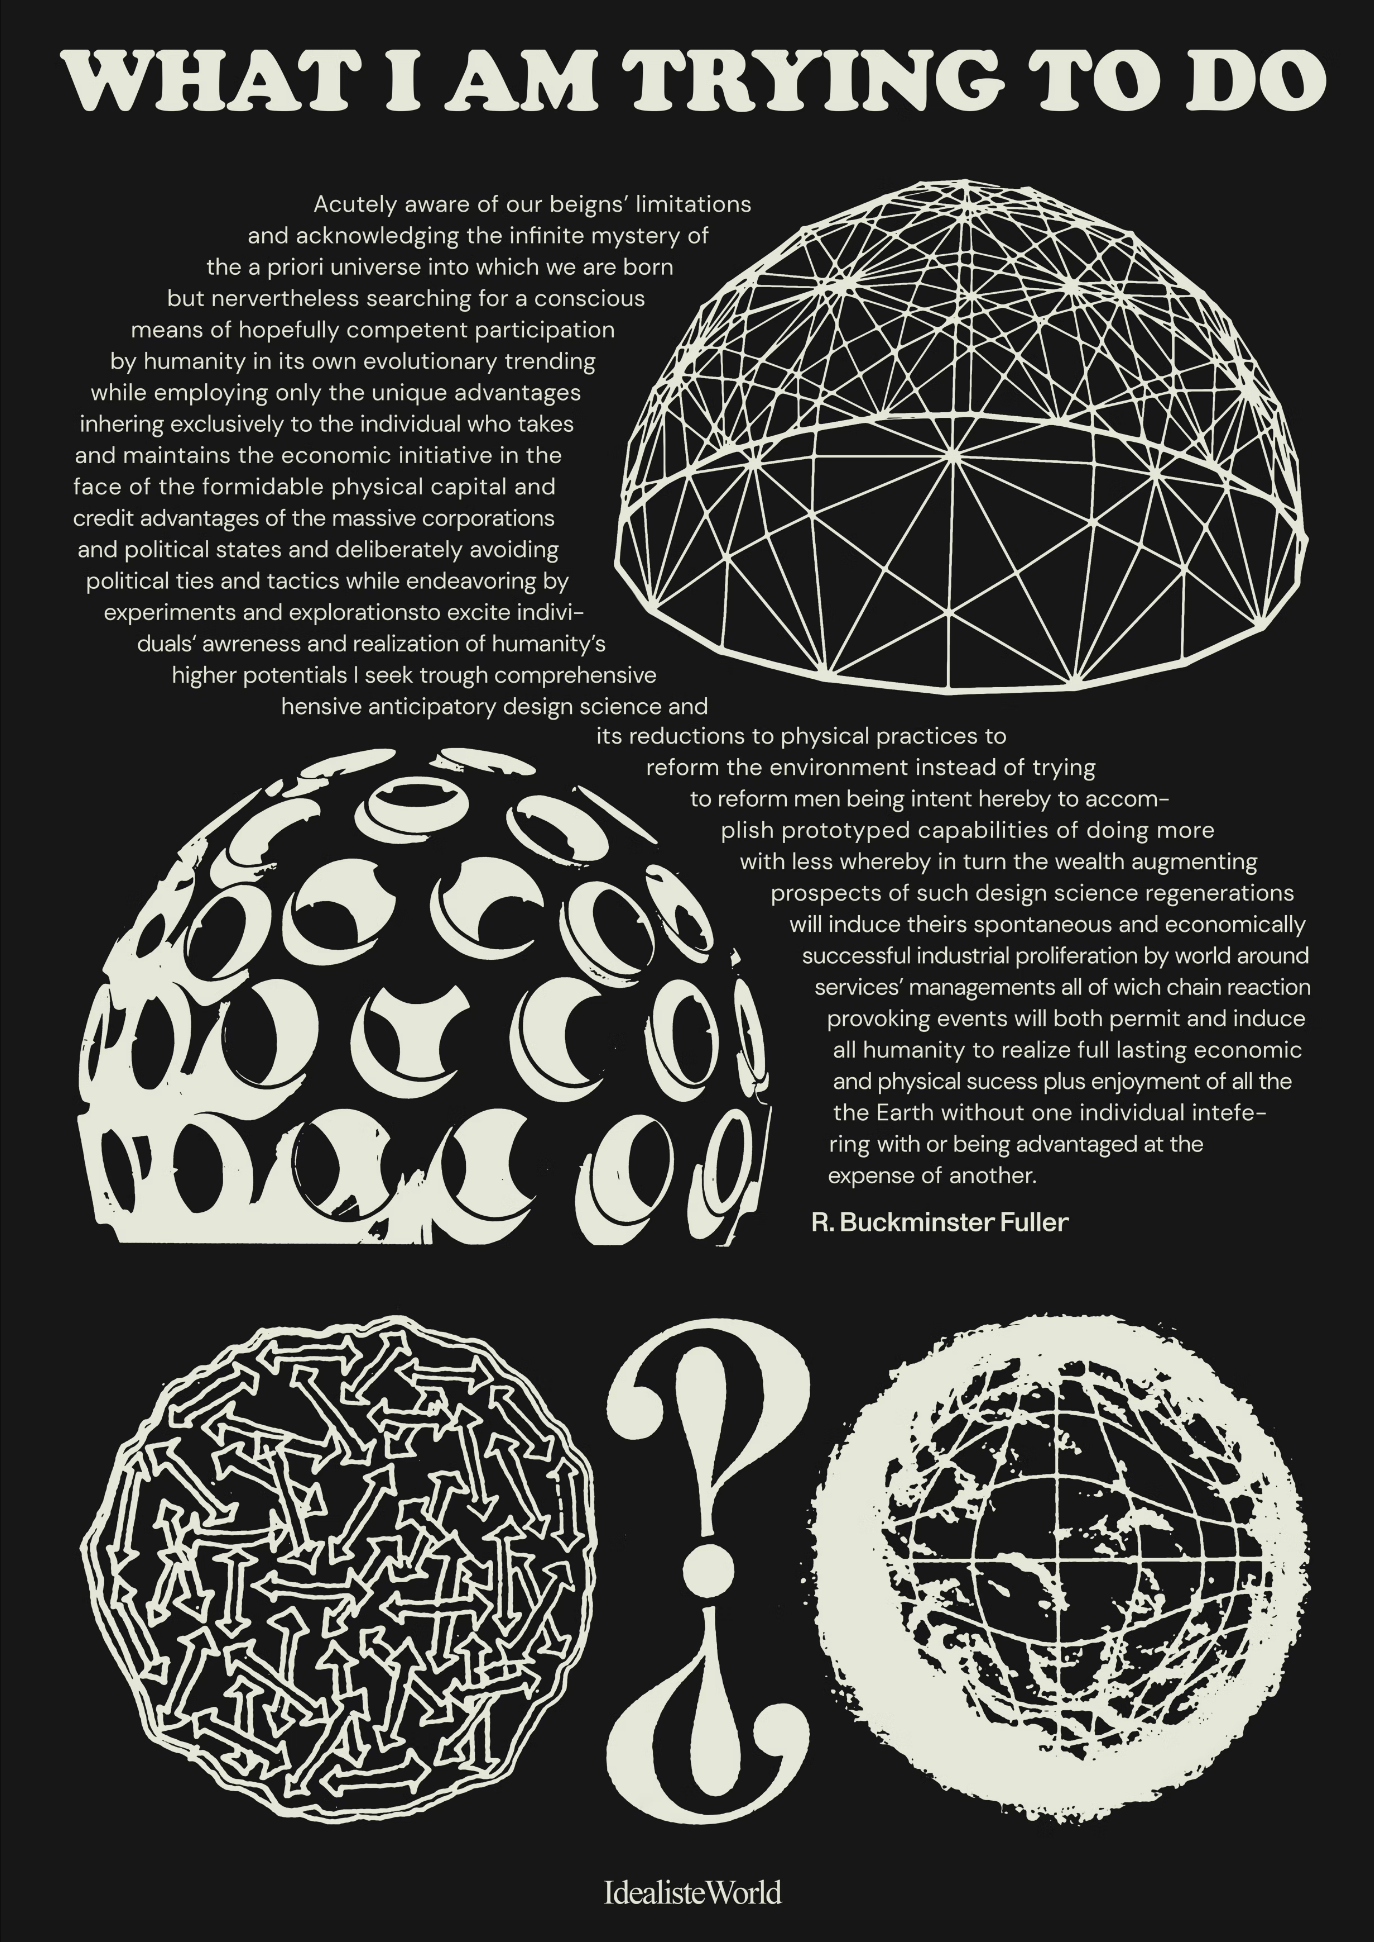 WHAT I AM TRYING TO DO
Acutely aware of our beigns’ limitations
and acknowledging the infinite mystery of
the a priori universe into which we are born
but nervertheless searching for a conscious
means of hopefully competent participation
by humanity in its own evolutionary trending
while employing only the unique advantages
inhering exclusively to the individual who takes
and maintains the economic initiative in the
face of the formidable physical capital and
credit advantages of the massive corporations
and political states and deliberately avoiding
political ties and tactics while endeavoring by
experiments and explorationsto excite indivi-
duals’ awreness and realization of humanity’s
higher potentials I seek trough comprehensive
hensive anticipatory design science and
its reductions to physical practices to
reform the environment instead of trying
to reform men being intent hereby to accom-
plish prototyped capabilities of doing more
with less whereby in turn the wealth augmenting
prospects of such design science regenerations
will induce theirs spontaneous and economically
successful industrial proliferation by world around
services’ managements all of wich chain reaction
provoking events will both permit and induce
all humanity to realize full lasting economic
and physical sucess plus enjoyment of all the
the Earth without one individual intefe-
ring with or being advantaged at the
expense of another.
R. Buckminster Fuller
?
¿
IdealisteWorld